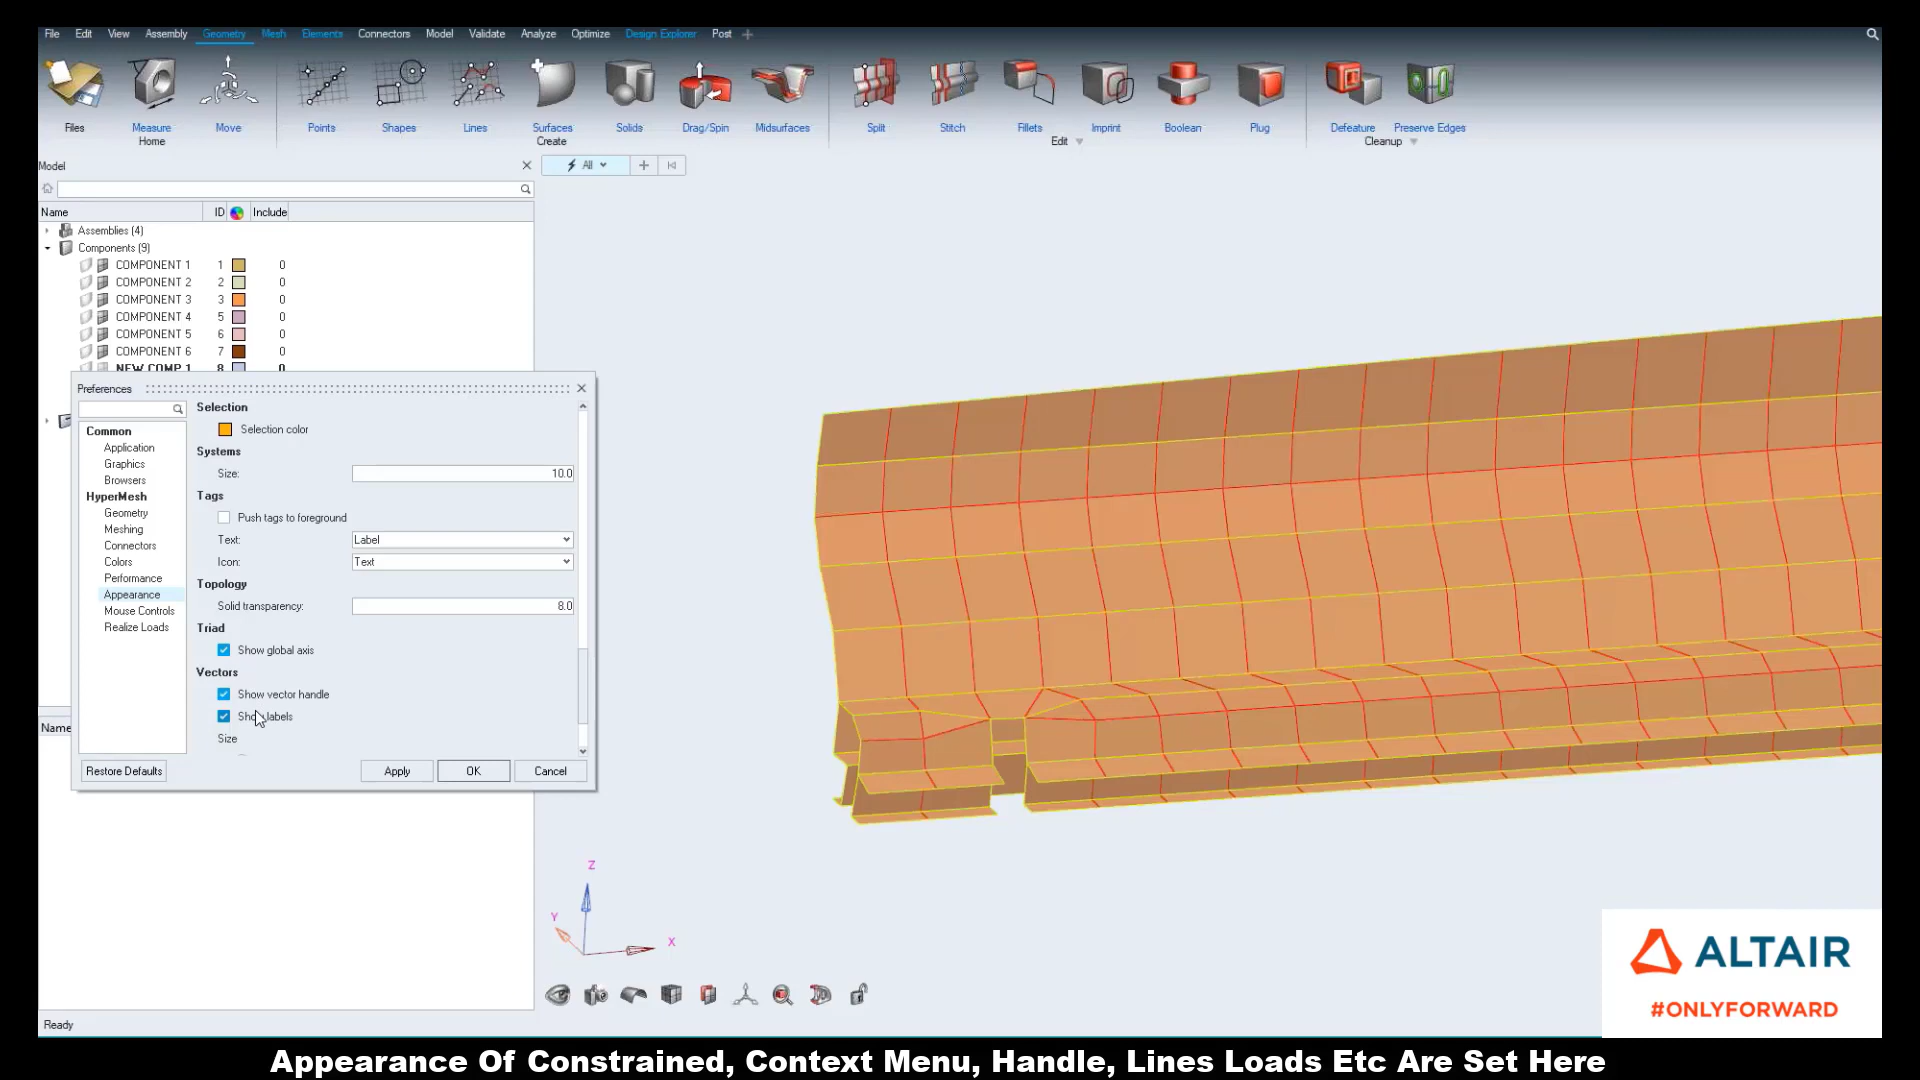 File Edit View Assembly Geometry Mesh Elements Connectors Model Validate Analyze Optimize Design Explorer Post
Files Measure Move Points Shapes Lines Surfaces Solids Drag/Spin Midsurfaces Split Stitch Fillets Imprint Boolean Plug Defeature Preserve Edges
Home Create Edit Cleanup
Model
All
Name ID Include
Assemblies (4)
Components (9)
COMPONENT 1 1 0
COMPONENT 2 2 0
COMPONENT 3 3 0
COMPONENT 4 5 0
COMPONENT 5 6 0
COMPONENT 6 7 0
NEW COMP 1 8 0
Preferences
Common
Application
Graphics
Browsers
HyperMesh
Geometry
Meshing
Connectors
Colors
Performance
Appearance
Mouse Controls
Realize Loads
Selection
Selection color
Systems
Size: 10.0
Tags
Push tags to foreground
Text: Label
Icon: Text
Topology
Solid transparency: 8.0
Triad
Show global axis
Vectors
Show vector handle
Show labels
Size
Restore Defaults Apply OK Cancel
Name
Z
Y
X
Ready
ALTAIR
#ONLYFORWARD
Appearance Of Constrained, Context Menu, Handle, Lines Loads Etc Are Set Here